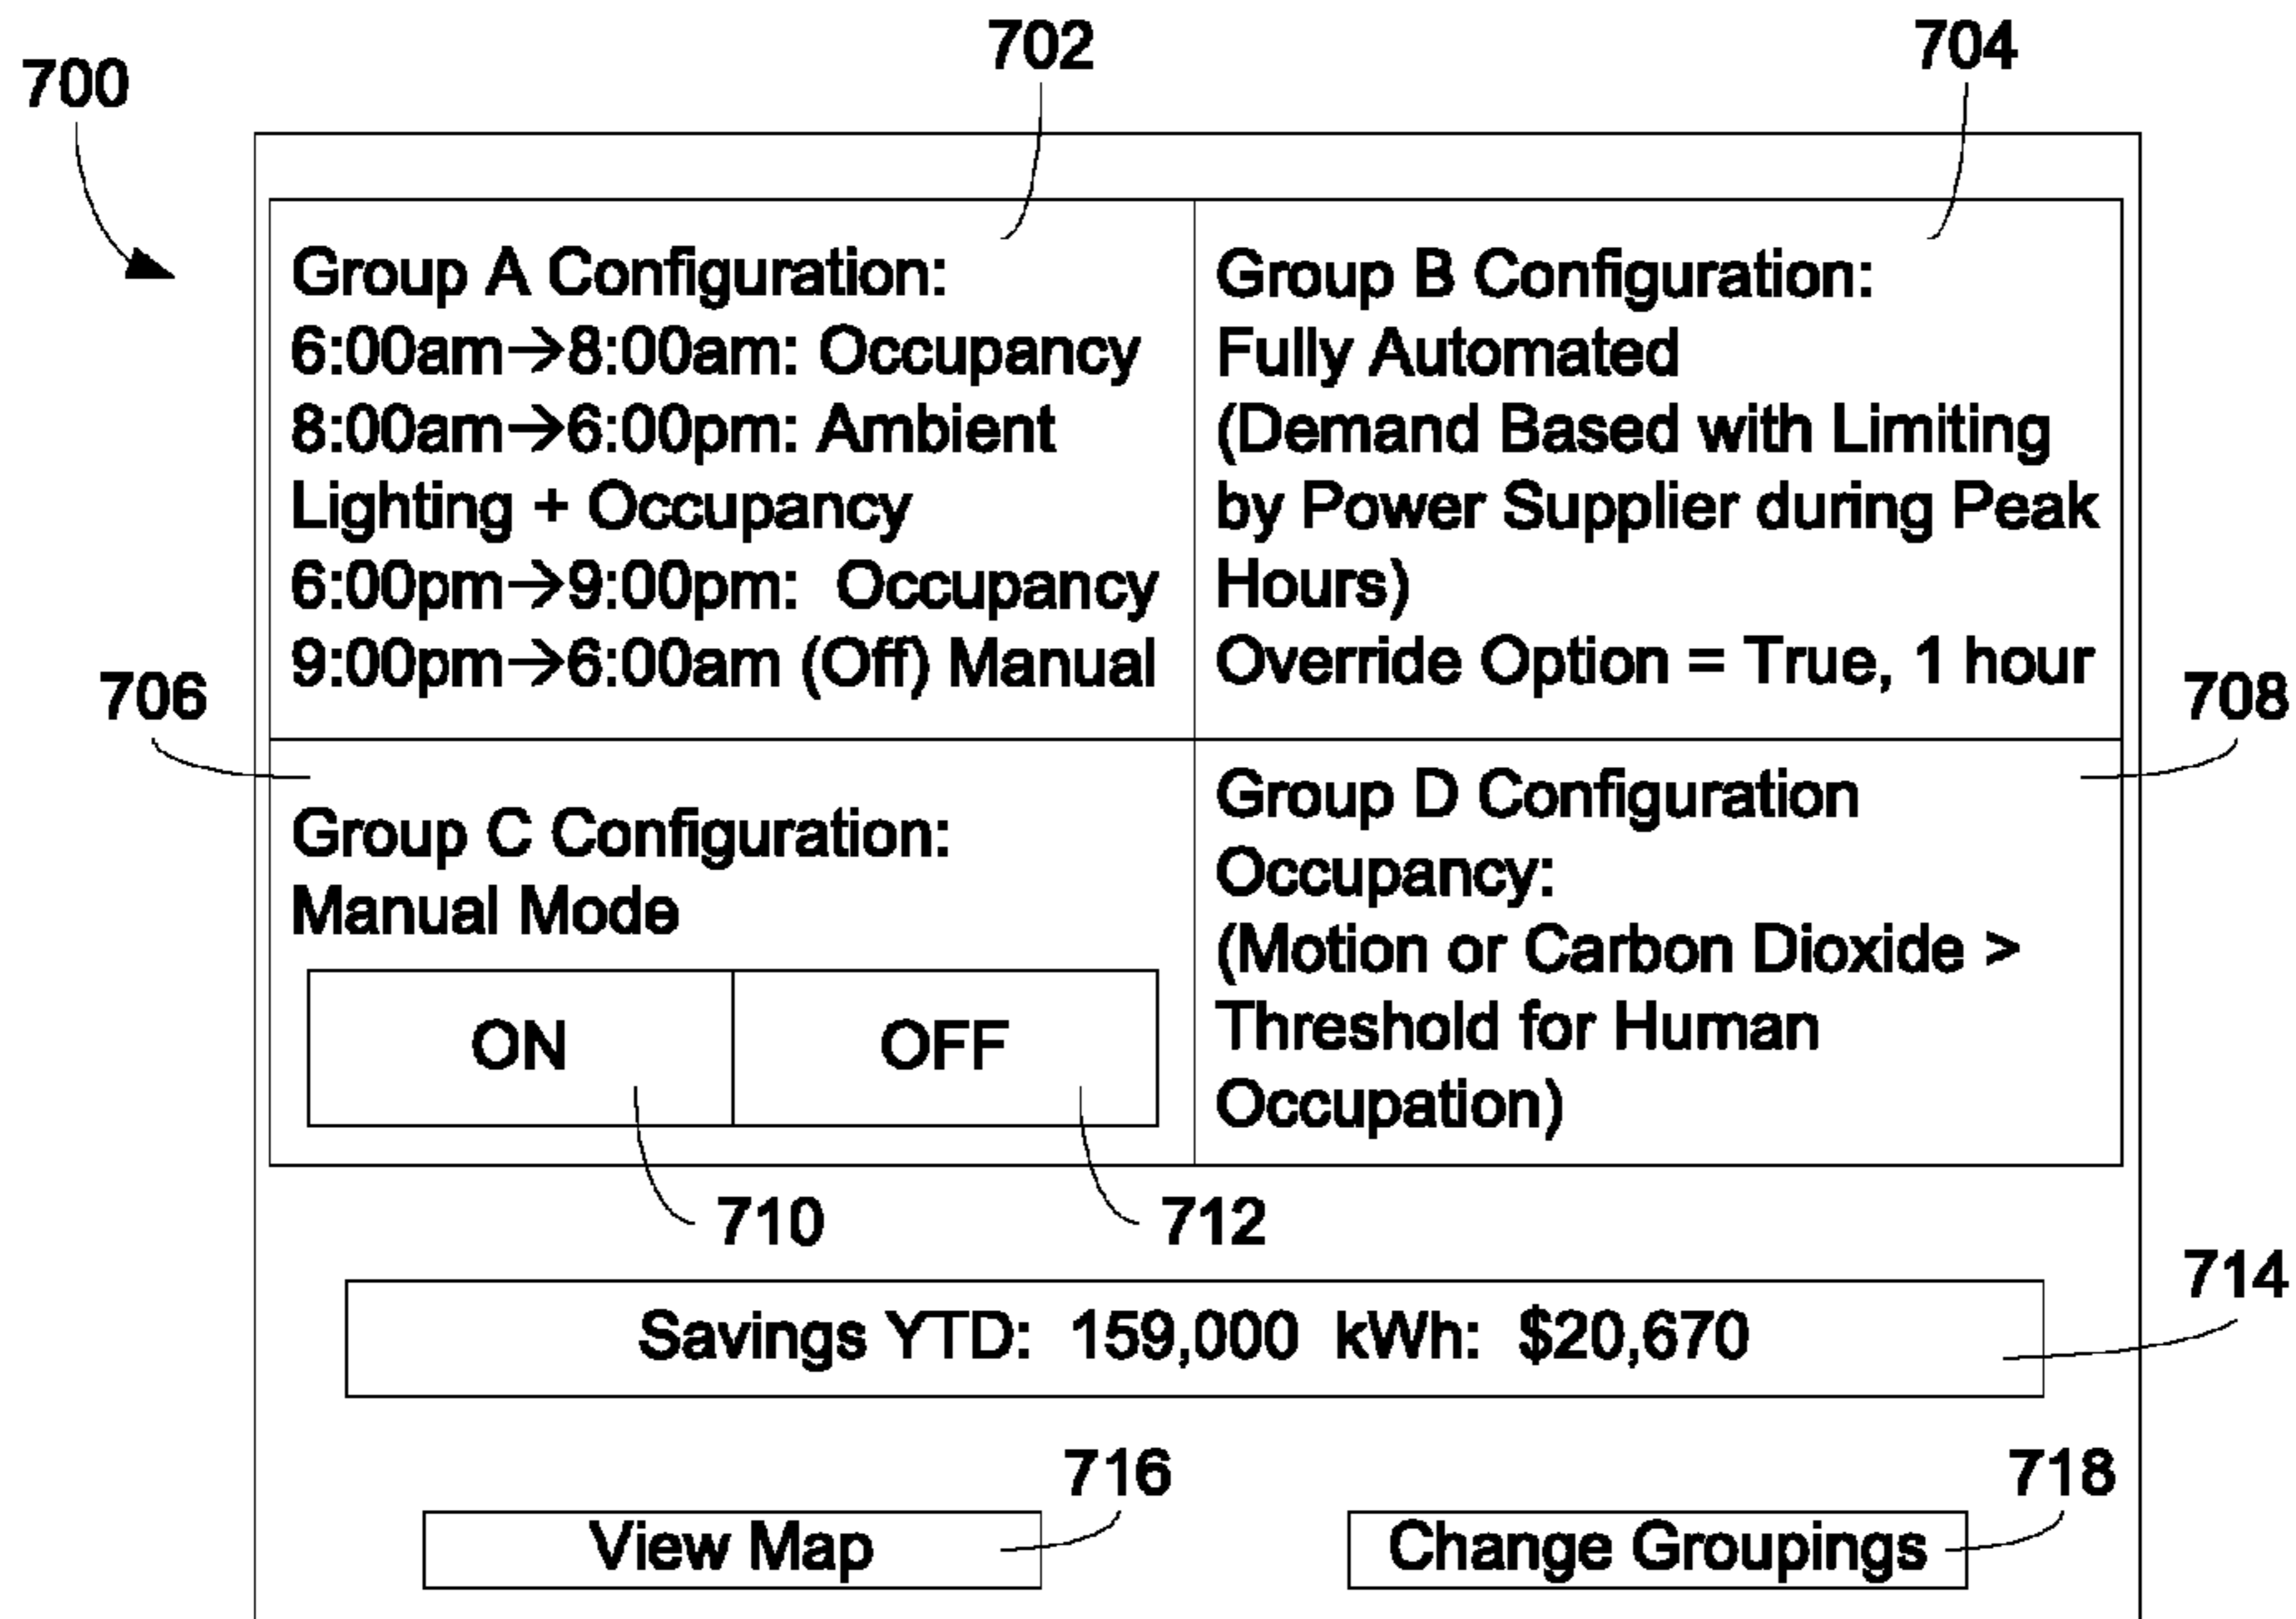 702
704
700
Group A Configuration:
6:00am→8:00am: Occupancy
8:00am→6:00pm: Ambient
Lighting + Occupancy
6:00pm→9:00pm: Occupancy
9:00pm→6:00am (Off) Manual
Group B Configuration:
Fully Automated
(Demand Based with Limiting
by Power Supplier during Peak
Hours)
Override Option = True, 1 hour
706
708
Group C Configuration:
Manual Mode
ON
OFF
Group D Configuration
Occupancy:
(Motion or Carbon Dioxide >
Threshold for Human
Occupation)
710
712
714
Savings YTD: 159,000 kWh: $20,670
716
718
View Map
Change Groupings